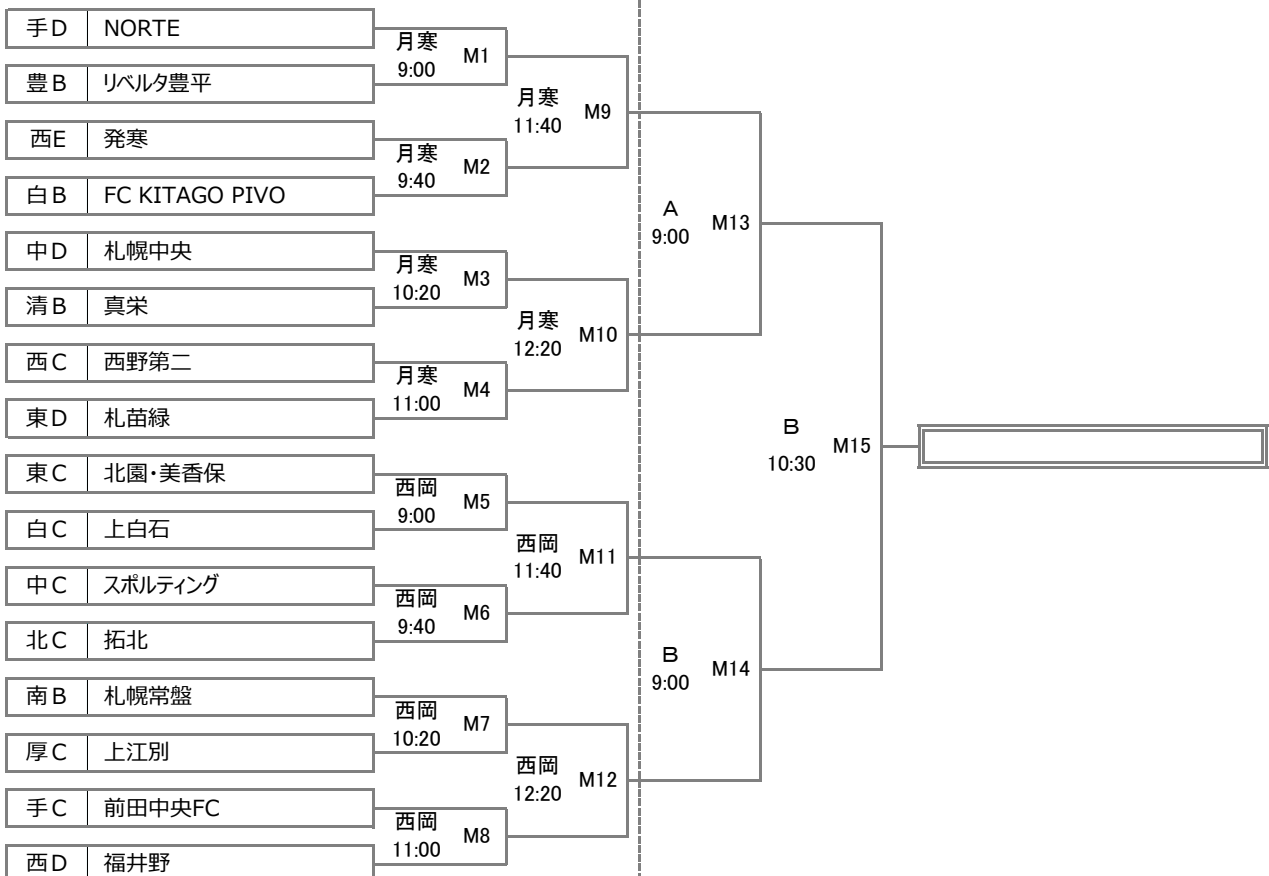 手D NORTE
豊B リベルタ豊平
西E 発寒
白B FC KITAGO PIVO
中D 札幌中央
清B 真栄
西C 西野第二
東D 札苗緑
東C 北園・美香保
白C 上白石
中C スポルティング
北C 拓北
南B 札幌常盤
厚C 上江別
手C 前田中央FC
西D 福井野
月寒
9:00 M1
月寒
9:40 M2
月寒
10:20 M3
月寒
11:00 M4
西岡
9:00 M5
西岡
9:40 M6
西岡
10:20 M7
西岡
11:00 M8
月寒
11:40 M9
月寒
12:20 M10
西岡
11:40 M11
西岡
12:20 M12
A
9:00 M13
B
9:00 M14
B
10:30 M15